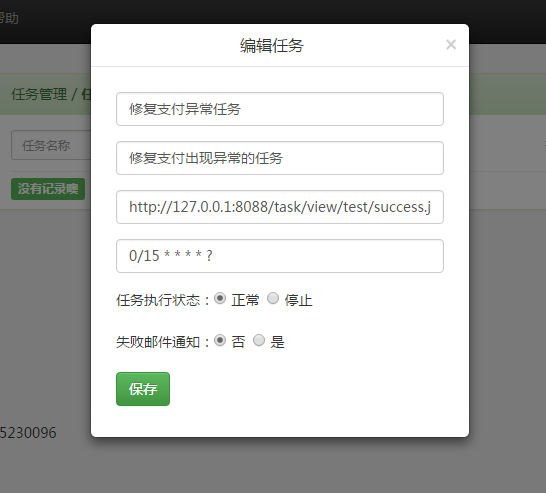 帮助
编辑任务 ×
任务管理 / 任
修复支付异常任务
任务名称
修复支付出现异常的任务
没有记录噢
http://127.0.0.1:8088/task/view/test/success.j
0/15 * * * * ?
任务执行状态：正常 停止
失败邮件通知：否 是
保存
5230096